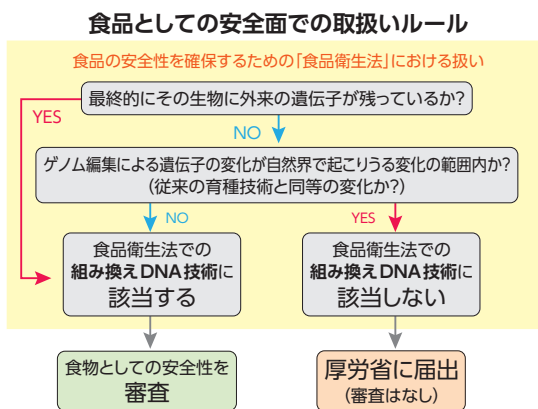 食品としての安全面での取扱いルール
食品の安全性を確保するための「食品衛生法」における扱い
最終的にその生物に外来の遺伝子が残っているか?
YES
NO
ゲノム編集による遺伝子の変化が自然界で起こりうる変化の範囲内か?
(従来の育種技術と同等の変化か?)
NO
YES
食品衛生法での
組み換えDNA技術に
該当する
食品衛生法での
組み換えDNA技術に
該当しない
食物としての安全性を
審査
厚労省に届出
(審査はなし)